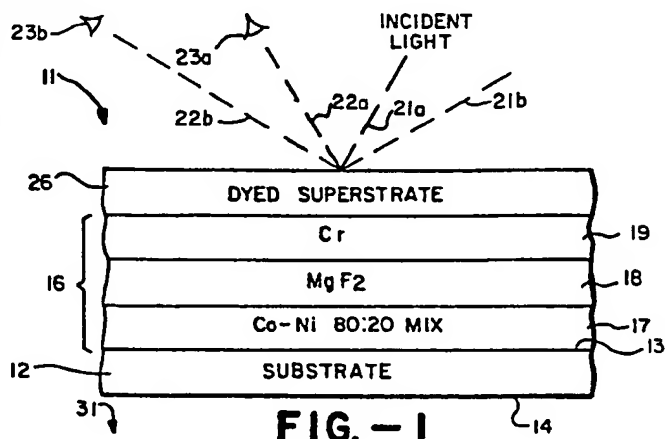 23b
23a
INCIDENT
LIGHT
11
22b
22a
21a
21b
26
DYED SUPERSTRATE
Cr
19
16
MgF2
18
Co-Ni 80:20 MIX
17
13
12
SUBSTRATE
31
14
FIG.-1